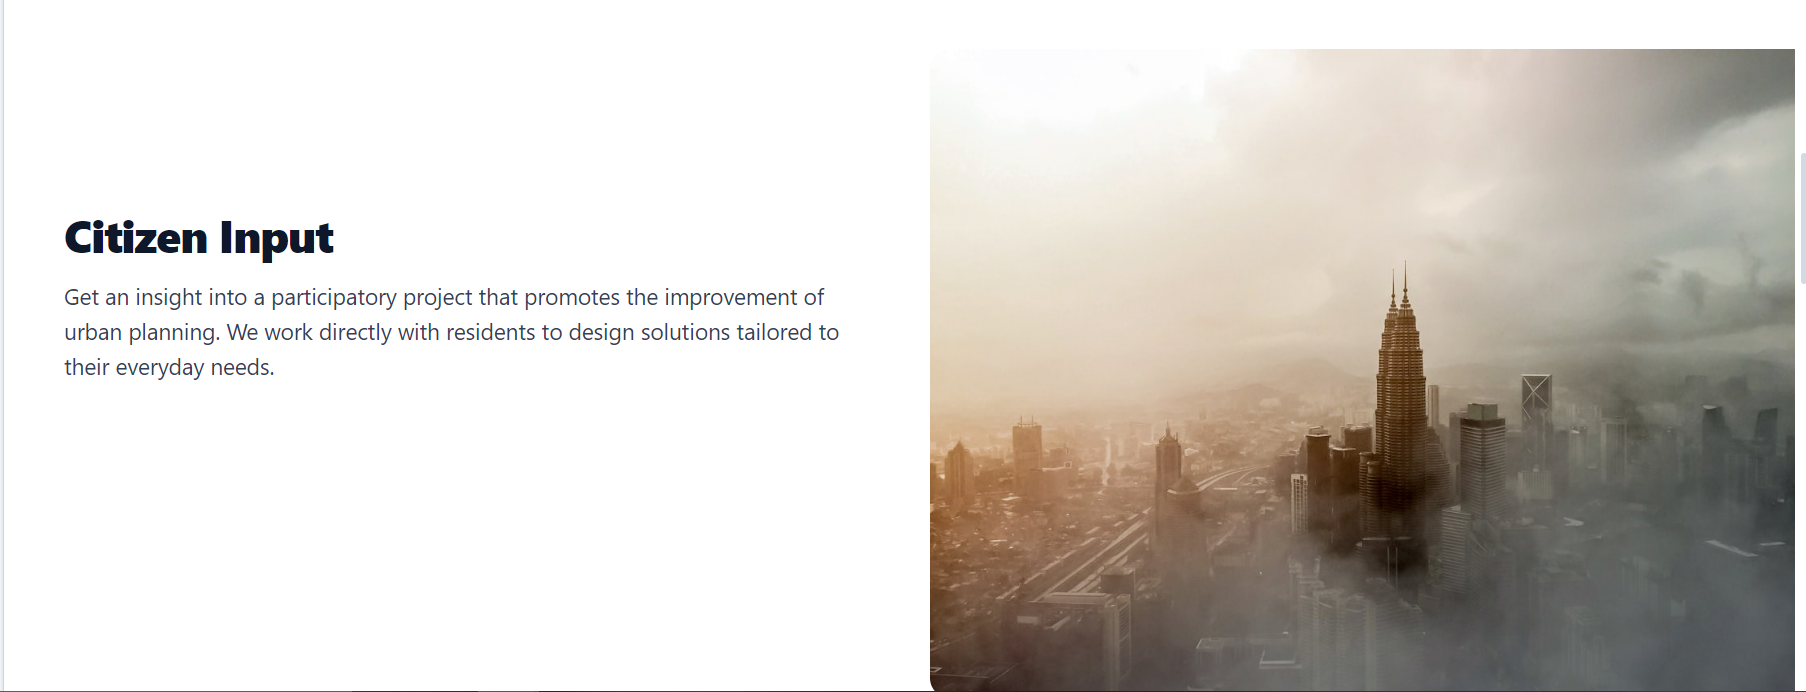 Citizen Input
Get an insight into a participatory project that promotes the improvement of
urban planning. We work directly with residents to design solutions tailored to
their everyday needs.